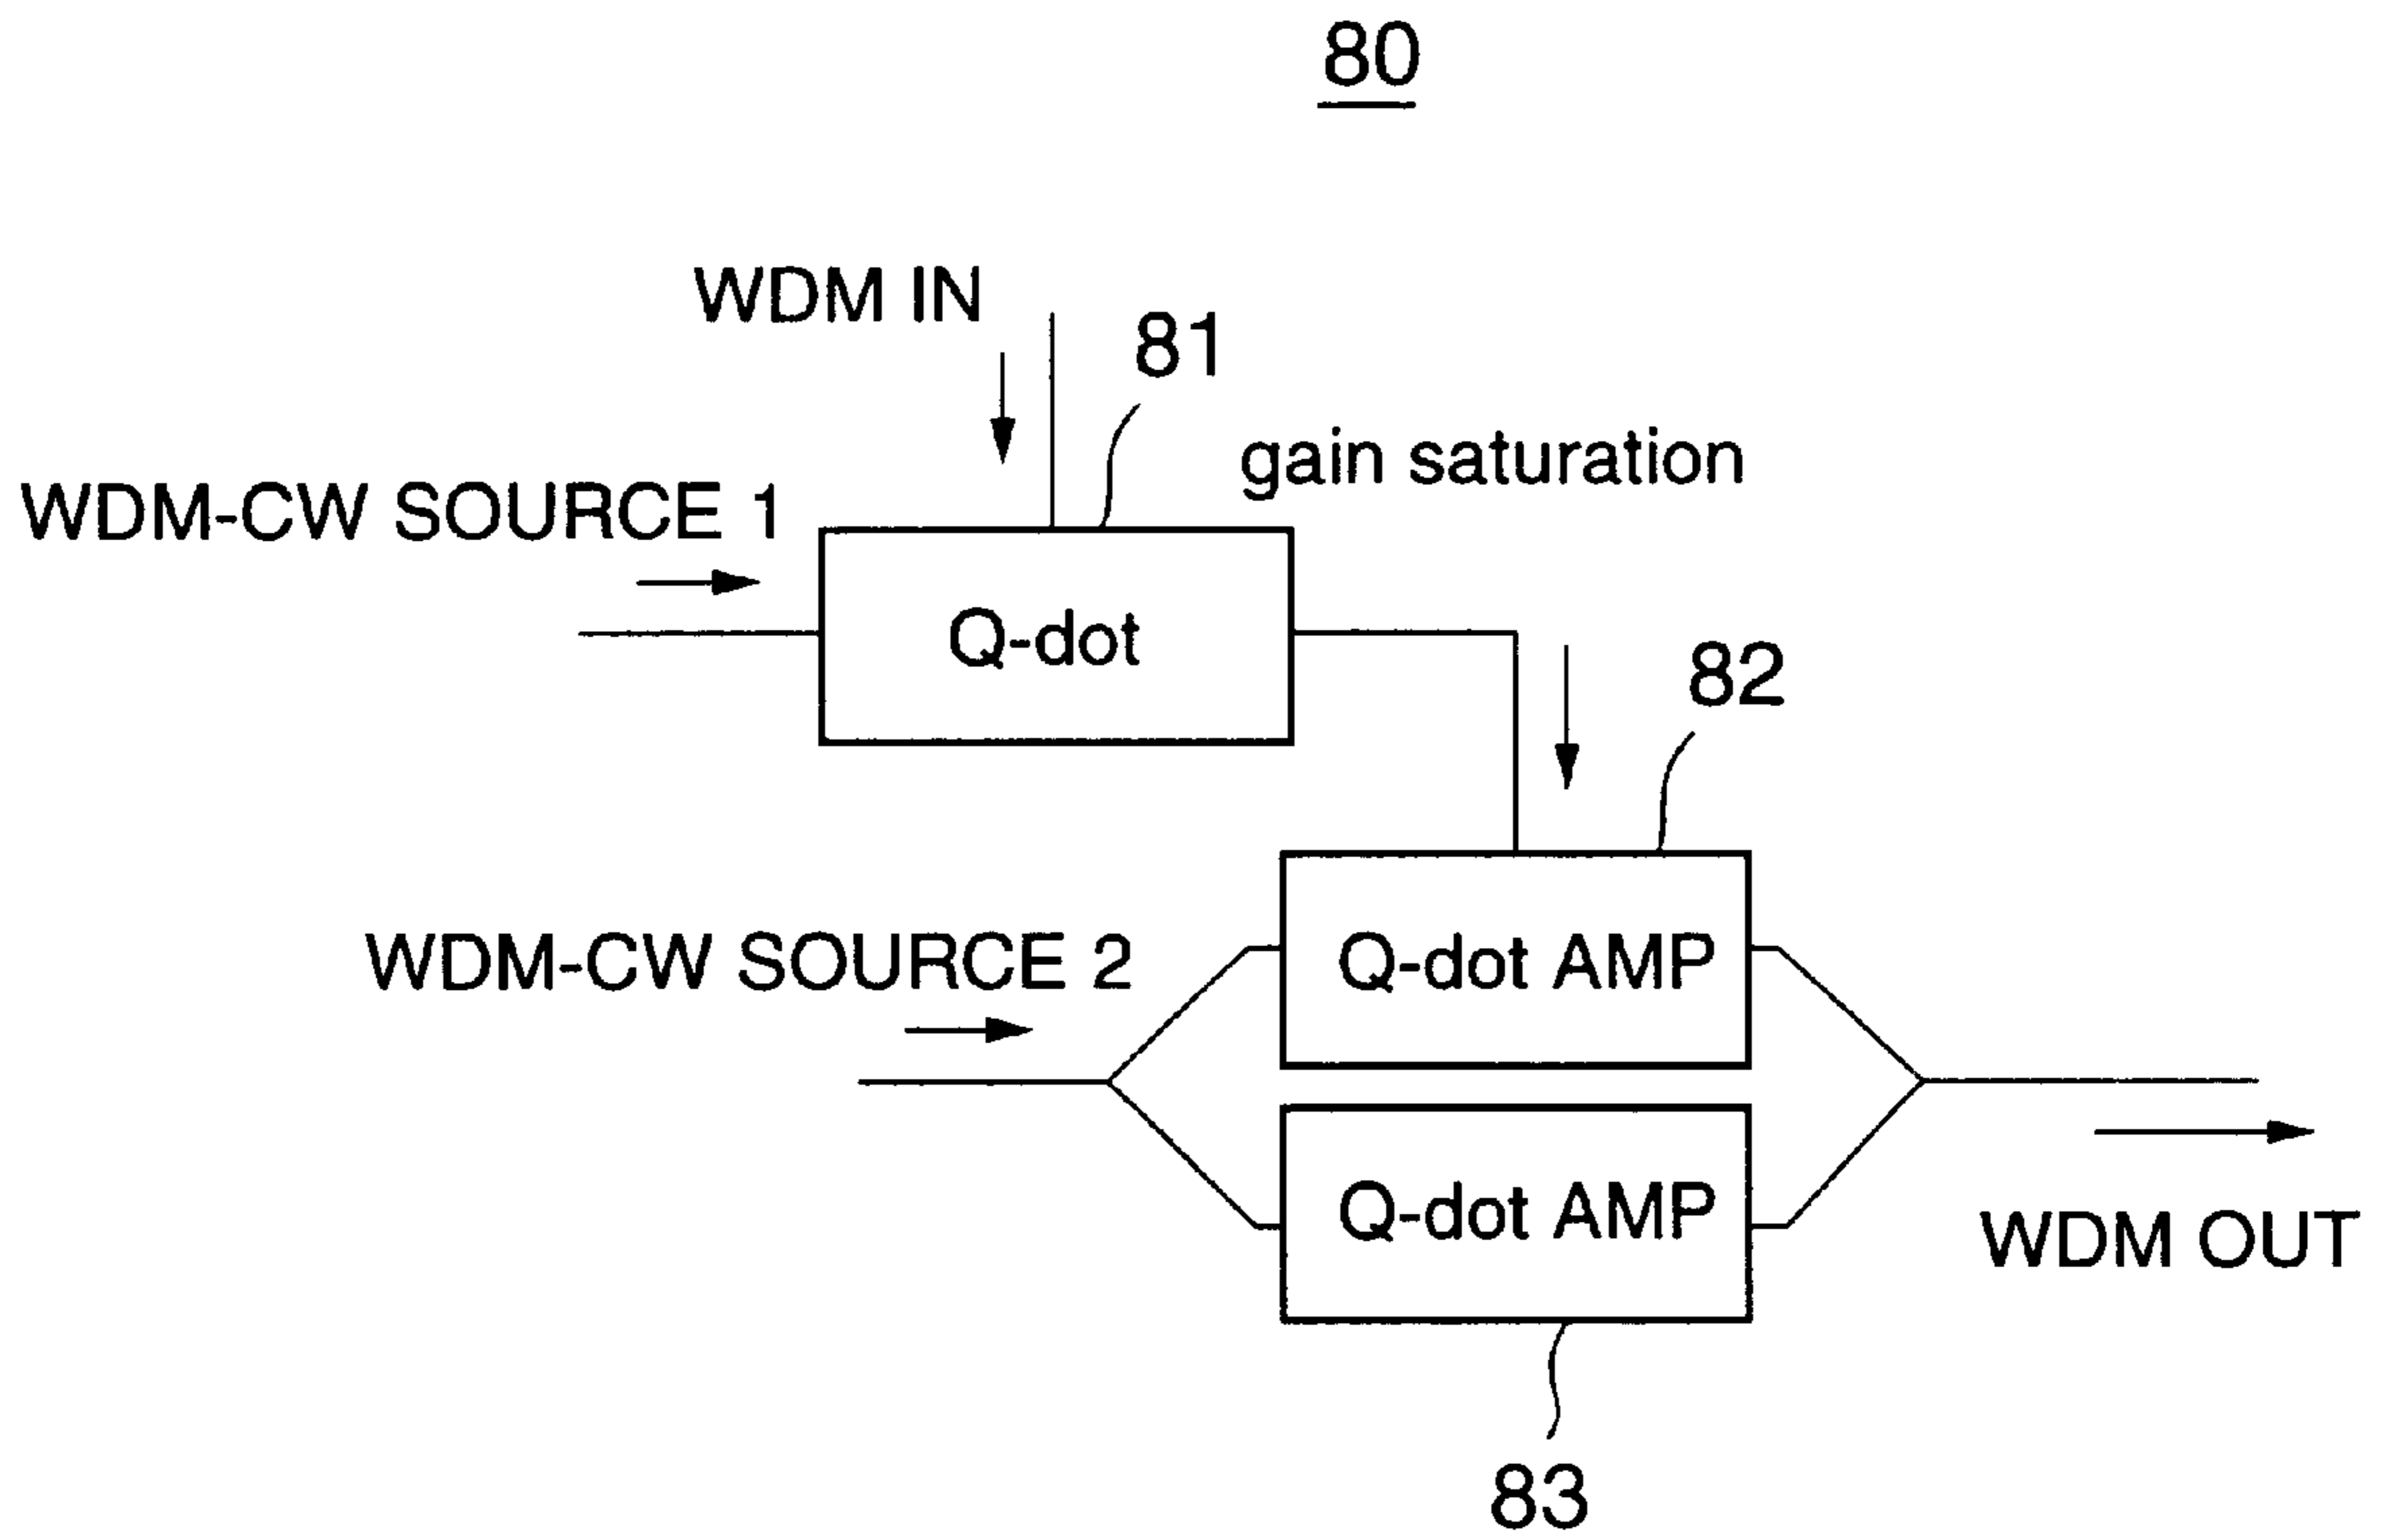 80
WDM IN
81
gain saturation
WDM-CW SOURCE 1
Q-dot
82
WDM-CW SOURCE 2
Q-dot AMP
Q-dot AMP
WDM OUT
83